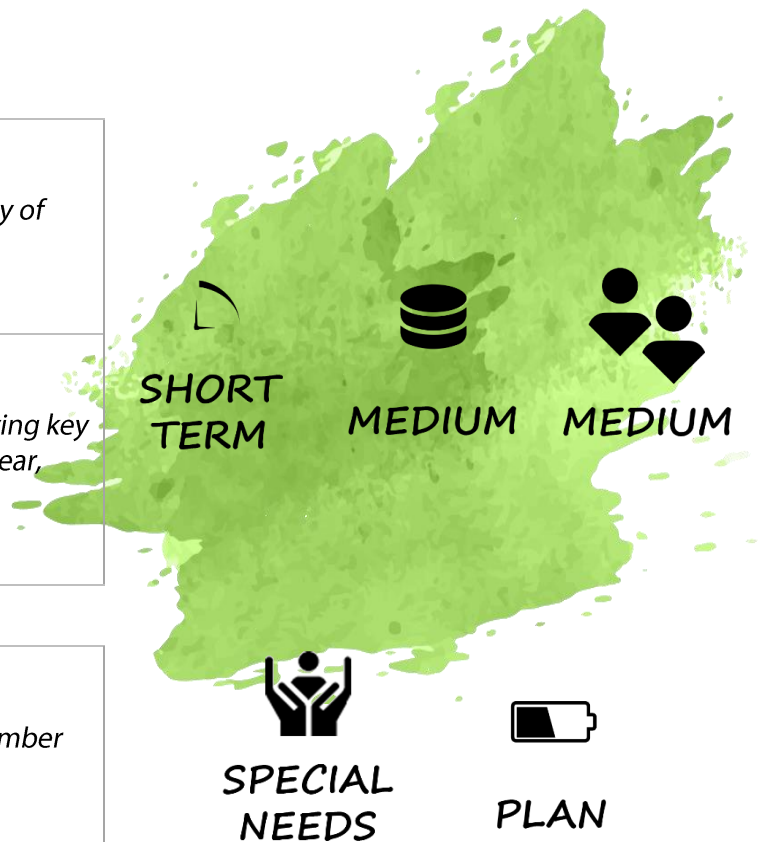 y of
ing key
ear,
SHORT
TERM
MEDIUM
MEDIUM
mber
SPECIAL
NEEDS
PLAN